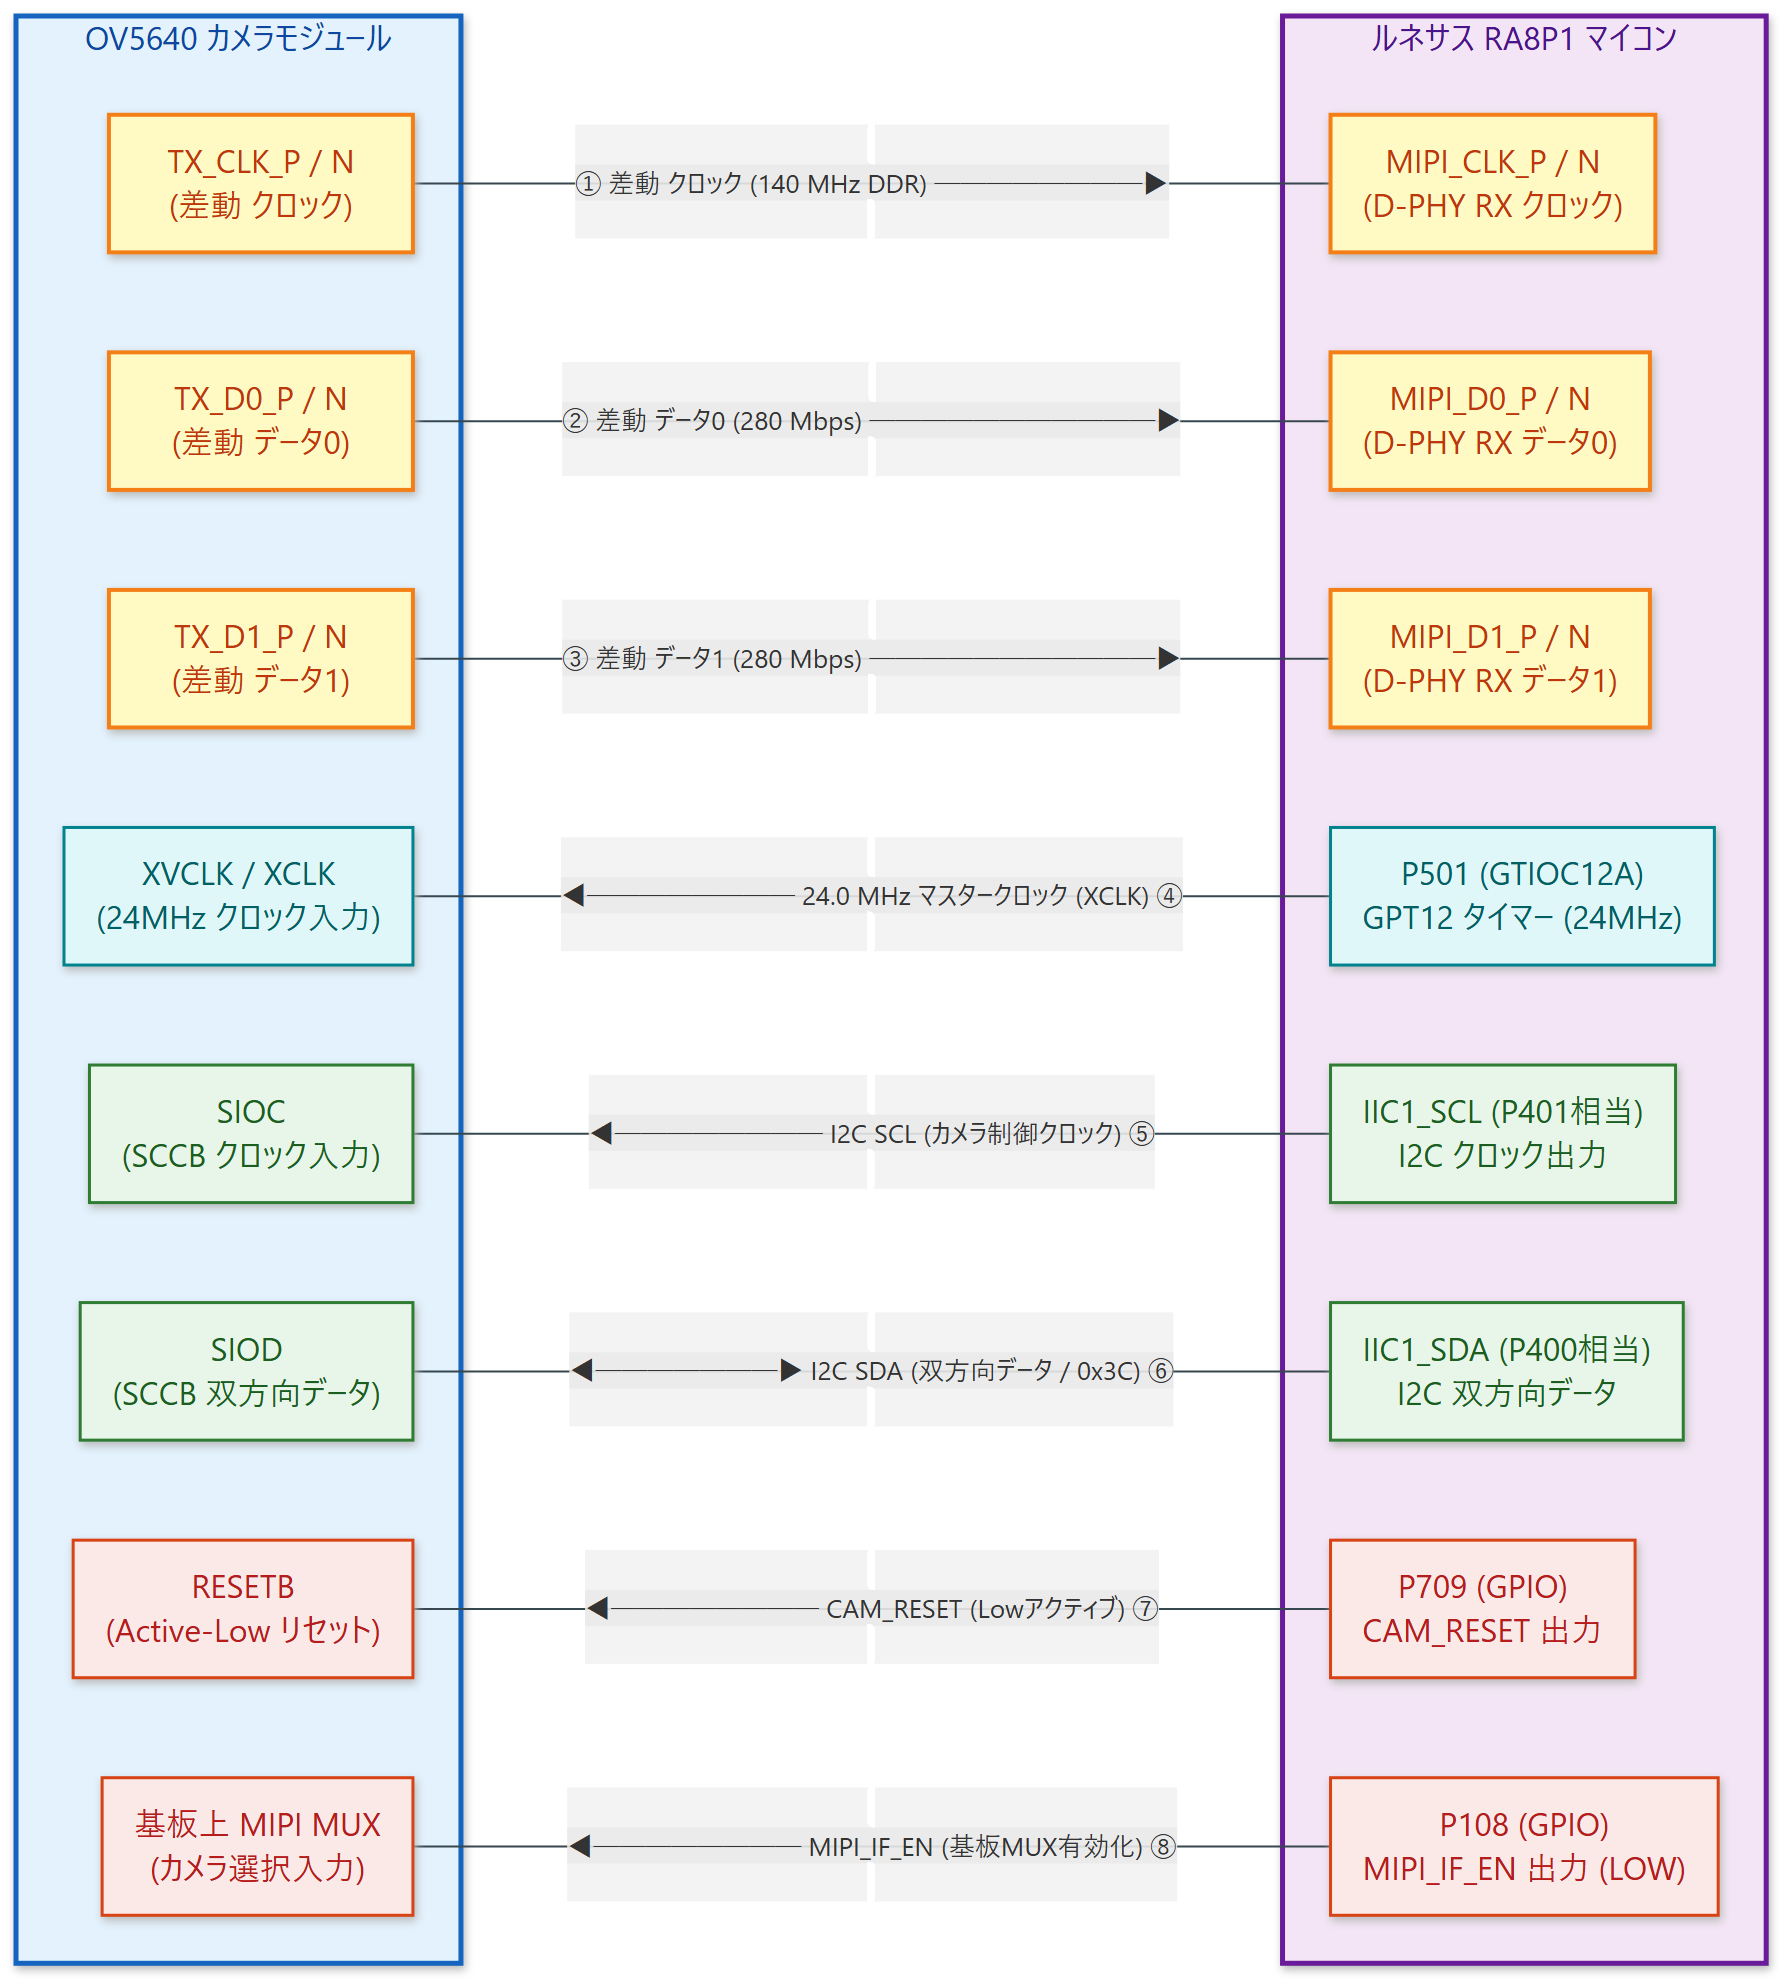 OV5640 カメラモジュール
ルネサス RA8P1 マイコン
TX_CLK_P / N
(差動 クロック)
① 差動 クロック (140 MHz DDR) ────────▶
MIPI_CLK_P / N
(D-PHY RX クロック)
TX_D0_P / N
(差動 データ0)
② 差動 データ0 (280 Mbps) ───────────▶
MIPI_D0_P / N
(D-PHY RX データ0)
TX_D1_P / N
(差動 データ1)
③ 差動 データ1 (280 Mbps) ───────────▶
MIPI_D1_P / N
(D-PHY RX データ1)
XVCLK / XCLK
(24MHz クロック入力)
◀──────── 24.0 MHz マスタークロック (XCLK) ④
P501 (GTIOC12A)
GPT12 タイマー (24MHz)
SIOC
(SCCB クロック入力)
◀──────── I2C SCL (カメラ制御クロック) ⑤
IIC1_SCL (P401相当)
I2C クロック出力
SIOD
(SCCB 双方向データ)
◀───────▶ I2C SDA (双方向データ / 0x3C) ⑥
IIC1_SDA (P400相当)
I2C 双方向データ
RESETB
(Active-Low リセット)
◀──────── CAM_RESET (Lowアクティブ) ⑦
P709 (GPIO)
CAM_RESET 出力
基板上 MIPI MUX
(カメラ選択入力)
◀──────── MIPI_IF_EN (基板MUX有効化) ⑧
P108 (GPIO)
MIPI_IF_EN 出力 (LOW)